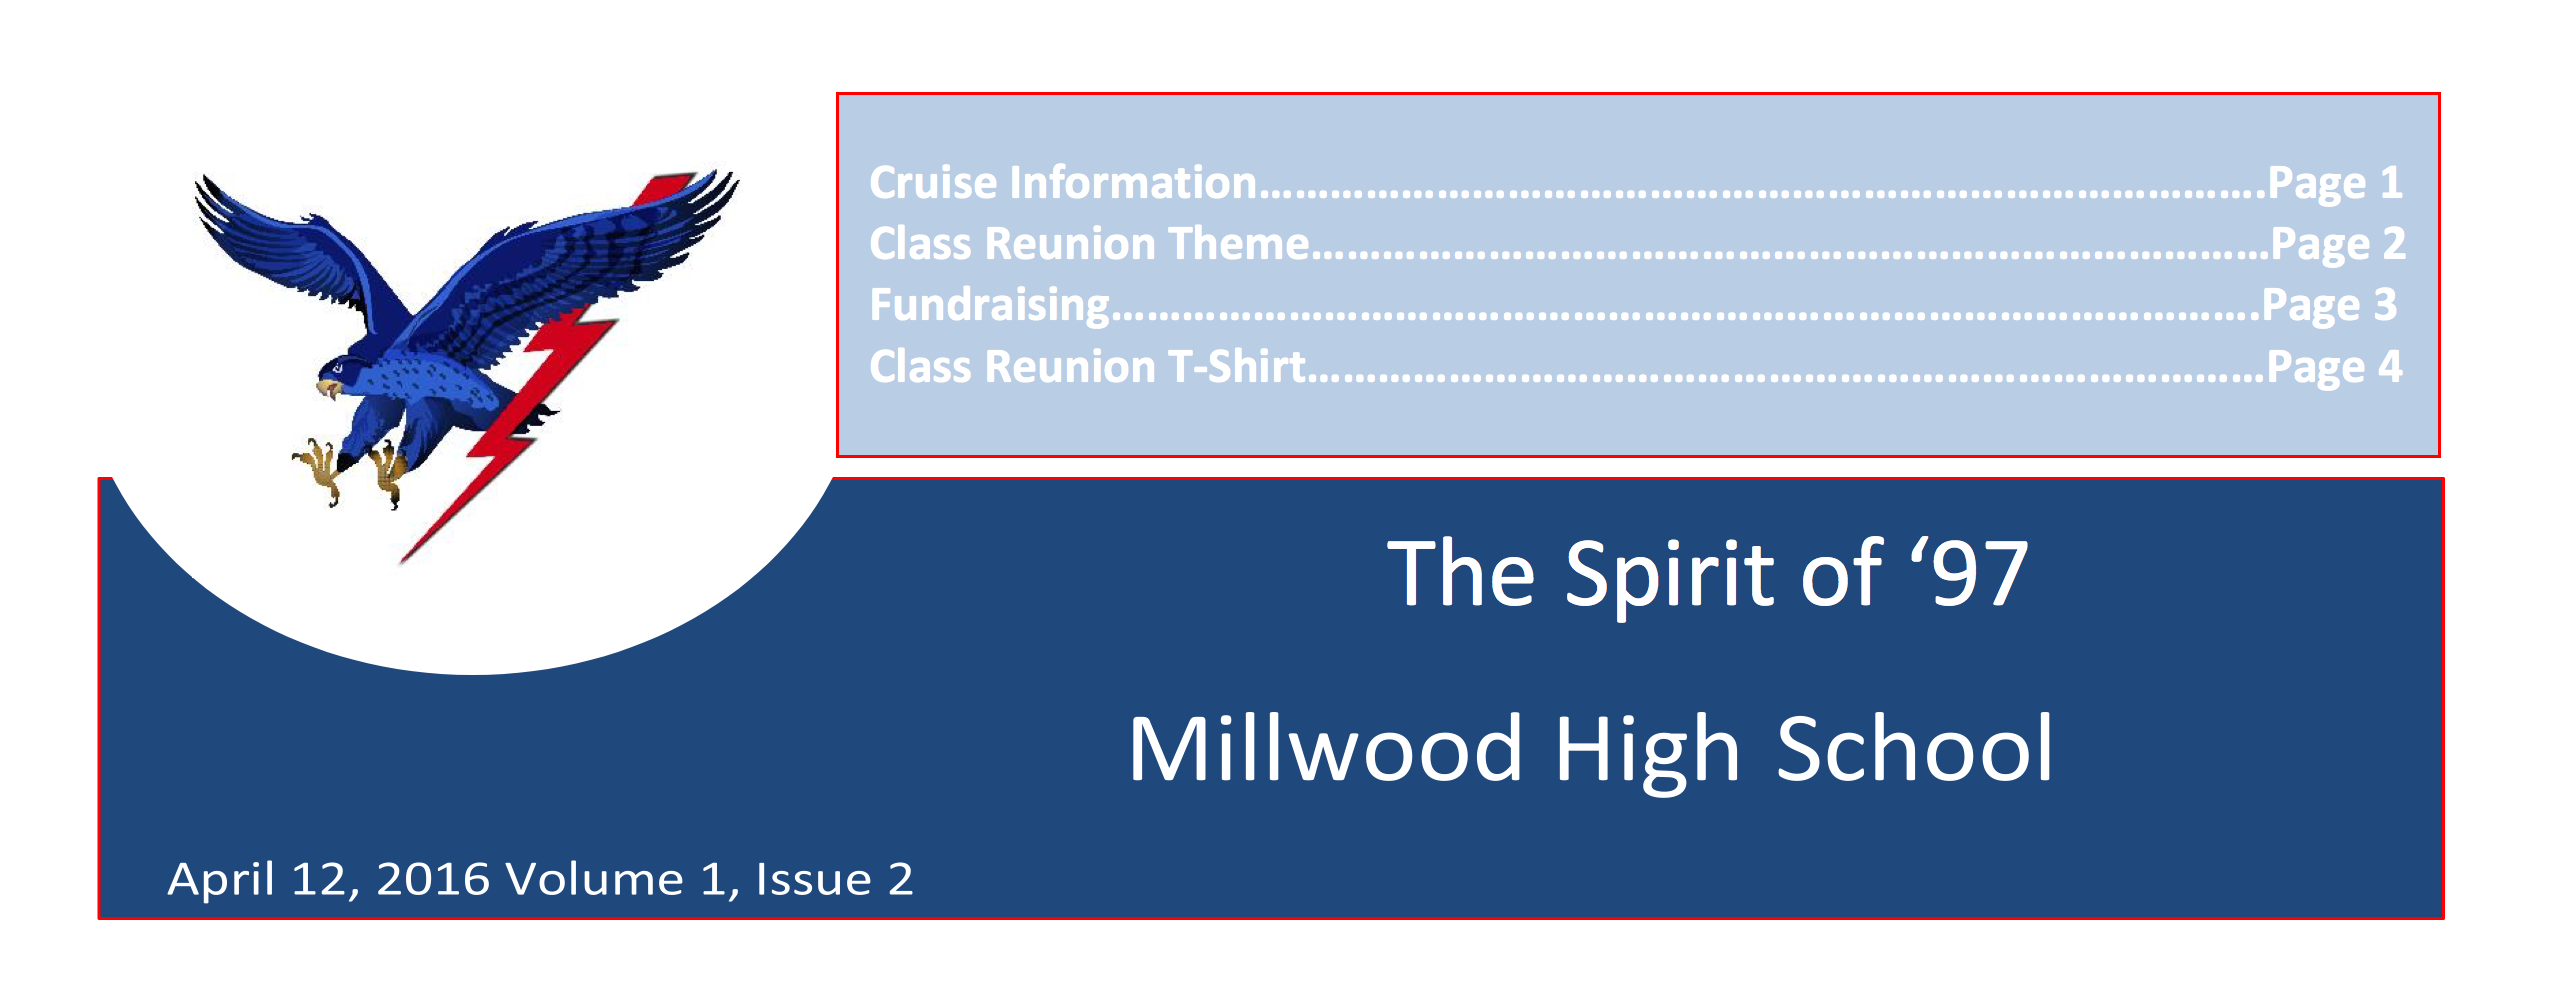 Cruise Information……………………………………………………………………………….Page 1
Class Reunion Theme……………………………………………………………………………Page 2
Fundraising…………………………………………………………………………………………….Page 3
Class Reunion T-Shirt……………………………………………………………………………Page 4
The Spirit of ‘97
Millwood High School
April 12, 2016 Volume 1, Issue 2